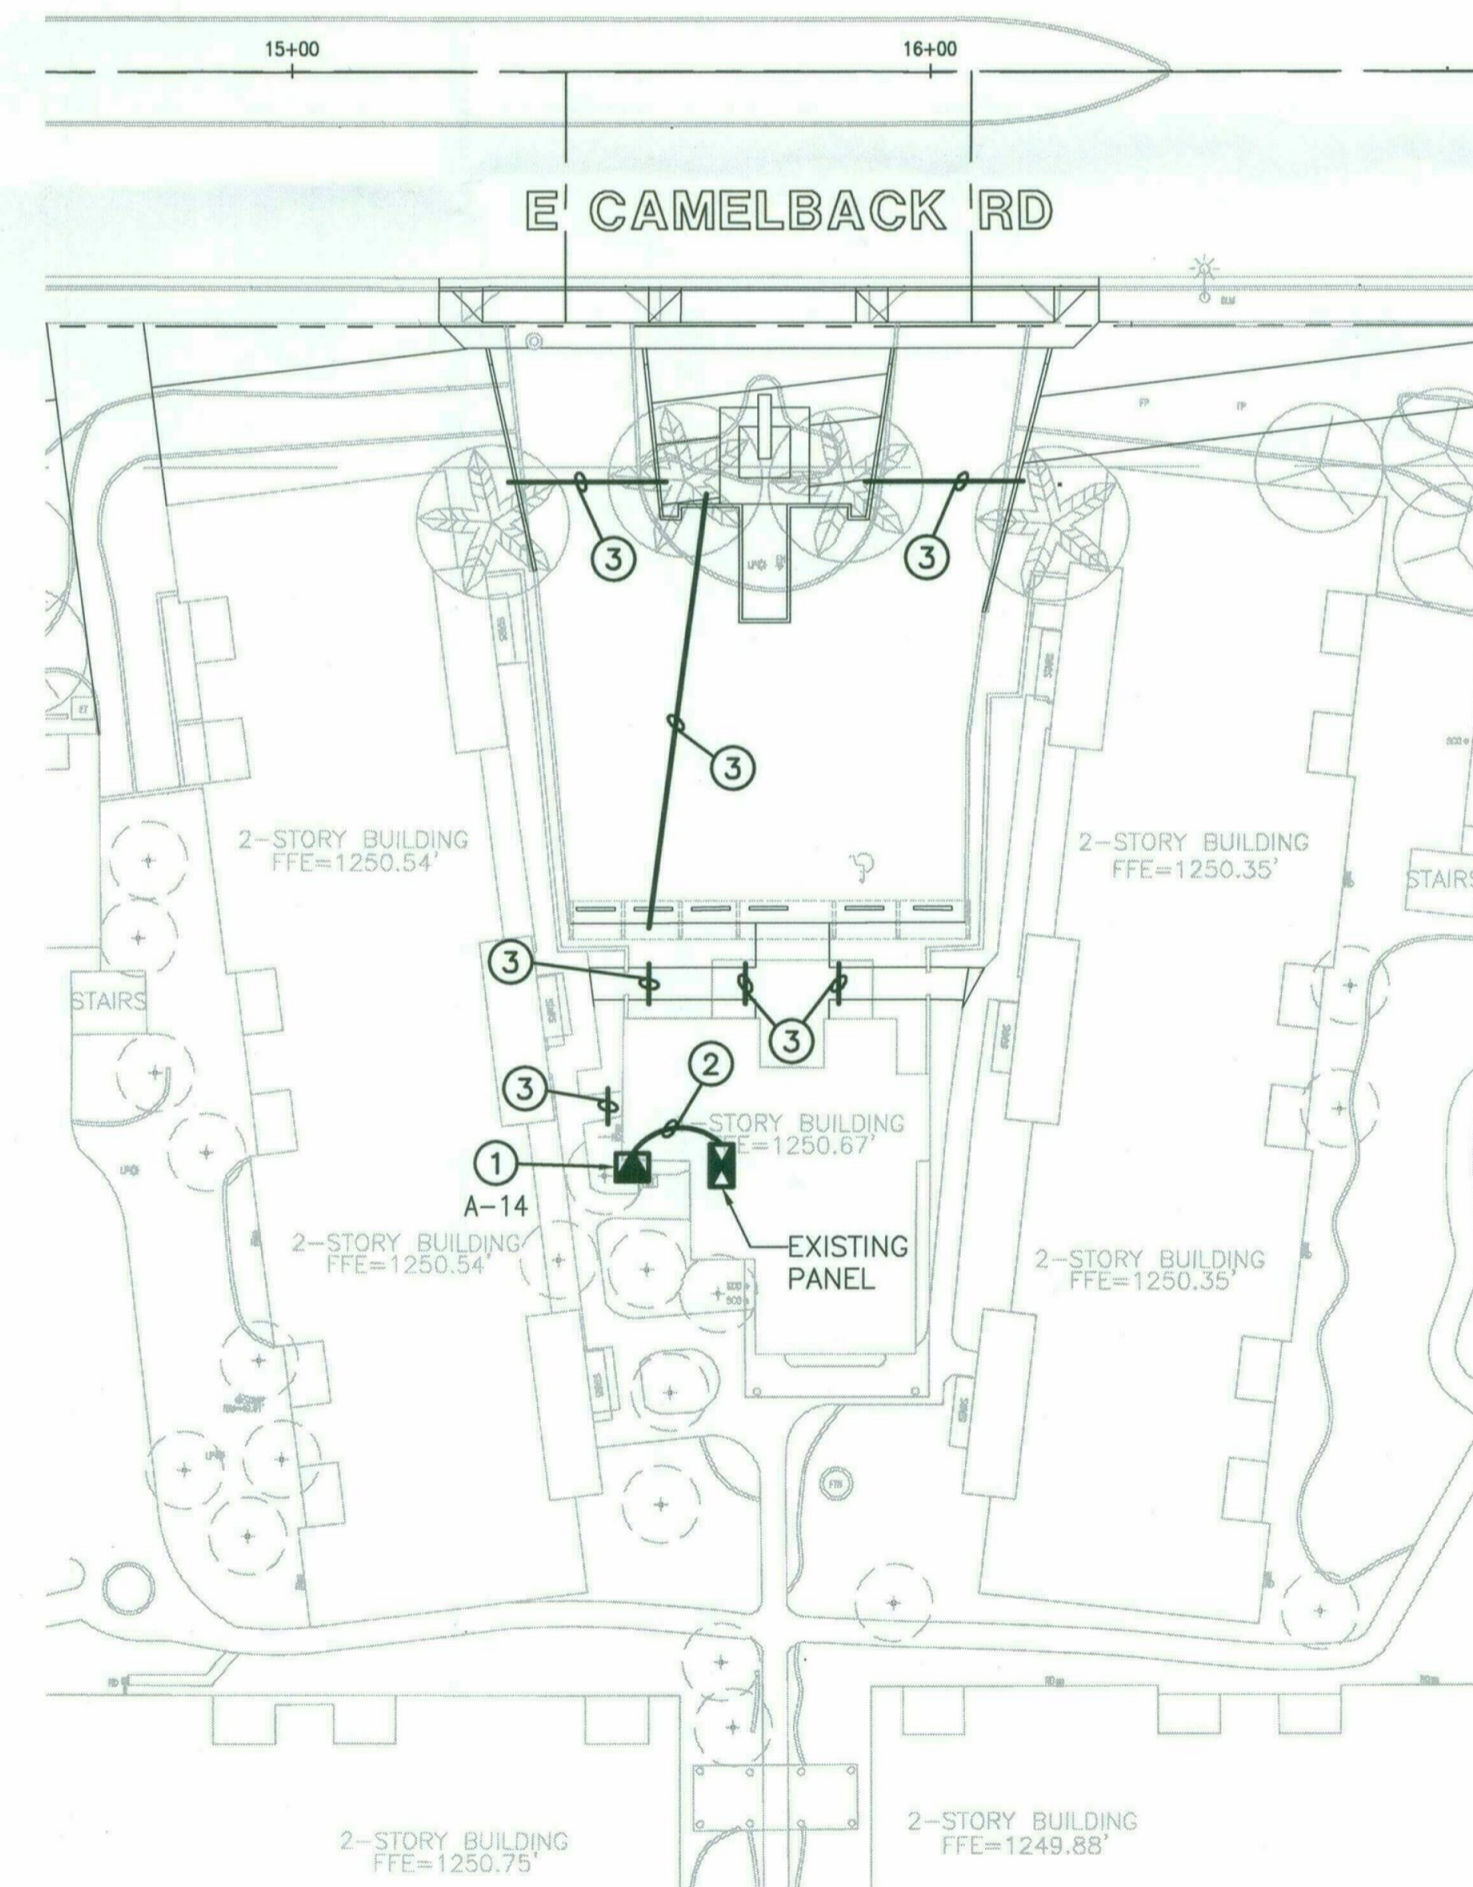 15+00
16+00
E CAMELBACK RD
FP
3
3
3
2-STORY BUILDING
FFE=1250.54'
2-STORY BUILDING
FFE=1250.35'
STAIRS
3
STAIRS
3
2
3
-STORY BUILDING
FFE=1250.67'
1
A-14
EXISTING
PANEL
2-STORY BUILDING
FFE=1250.54'
2-STORY BUILDING
FFE=1250.35'
2-STORY BUILDING
FFE=1250.75'
2-STORY BUILDING
FFE=1249.88'